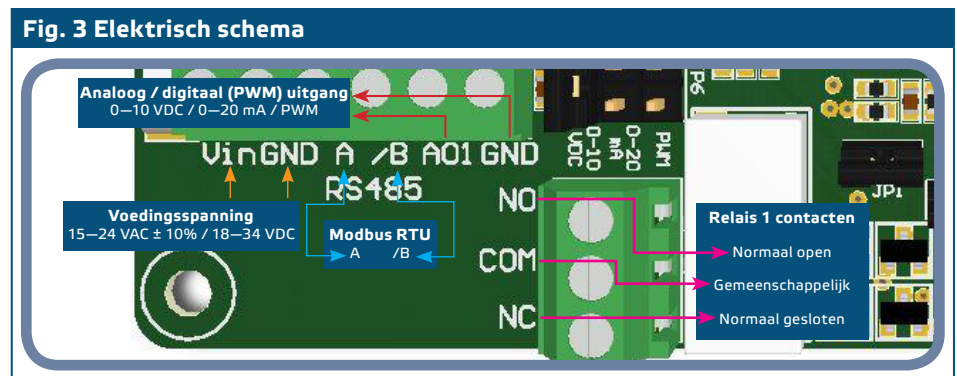 Fig. 3 Elektrisch schema
Analoog / digitaal (PWM) uitgang
0—10 VDC / 0—20 mA / PWM
P6
0-10 VDC
0-20 mA
PWM
Vin GND A /B AO1 GND
RS485
JP1
Voedingsspanning
15—24 VAC ± 10% / 18—34 VDC
Modbus RTU
A /B
NO
COM
NC
Relais 1 contacten
Normaal open
Gemeenschappelijk
Normaal gesloten